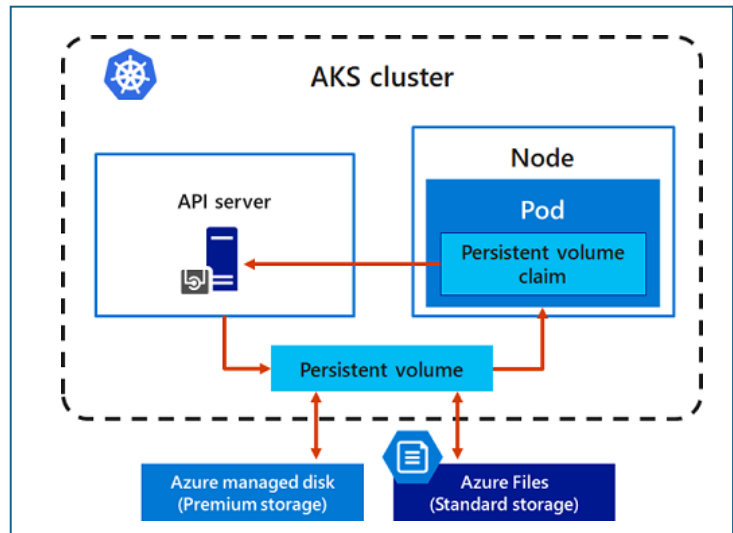 AKS cluster
API server
Node
Pod
Persistent volume
claim
Persistent volume
Azure managed disk
(Premium storage)
Azure Files
(Standard storage)